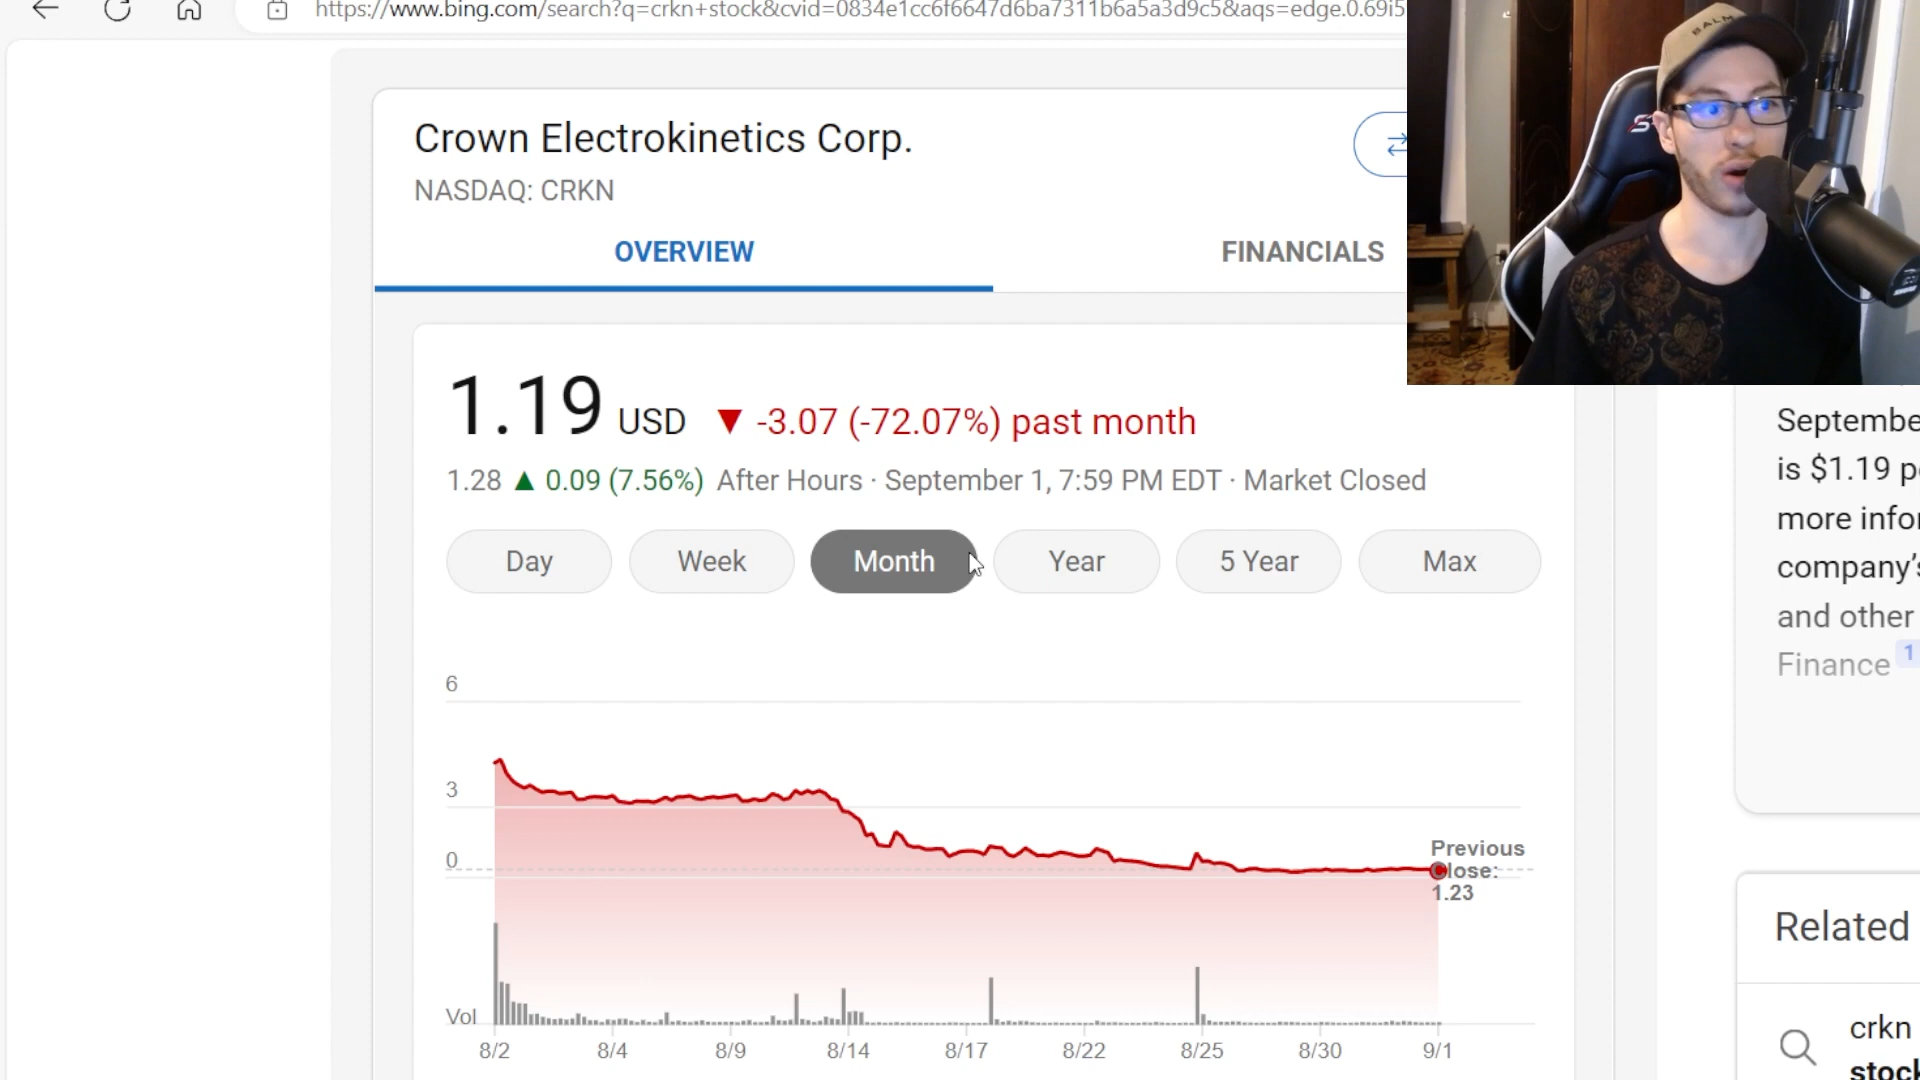 https://www.bing.com/search?q=crkn+stock&cvid=0834e1cc6f6647d6ba7311b6a5a3d9c5&aqs=edge.0.69i5
BALM
Crown Electrokinetics Corp.
NASDAQ: CRKN
OVERVIEW
FINANCIALS
1.19 USD ▼ -3.07 (-72.07%) past month
1.28 ▲ 0.09 (7.56%) After Hours · September 1, 7:59 PM EDT · Market Closed
Day Week Month Year 5 Year Max
6
3
0
Previous
Close:
1.23
Vol
8/2 8/4 8/9 8/14 8/17 8/22 8/25 8/30 9/1
Septembe
is $1.19 p
more infor
company's
and other
Finance 1
Related
crkn
stock